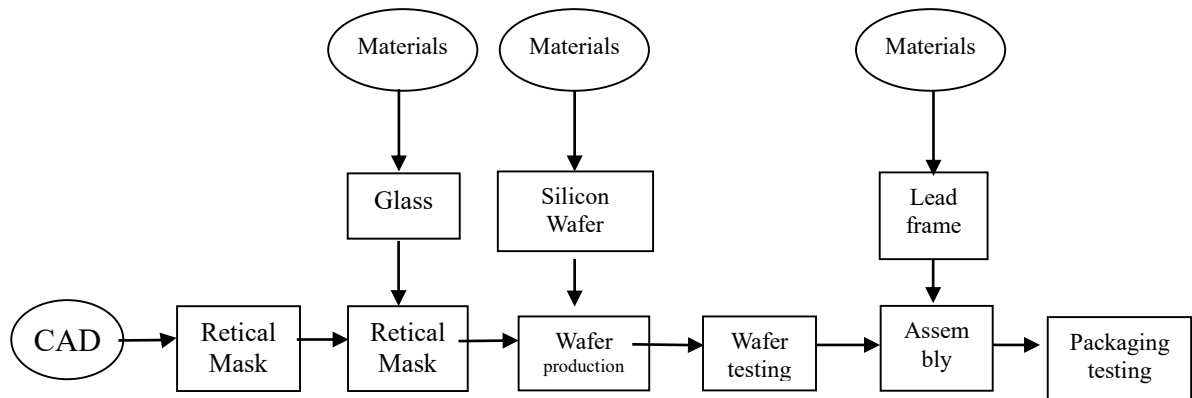 Materials
Materials
Materials
Glass
Silicon
Wafer
Lead
frame
CAD
Retical
Mask
Retical
Mask
Wafer
production
Wafer
testing
Assem
bly
Packaging
testing